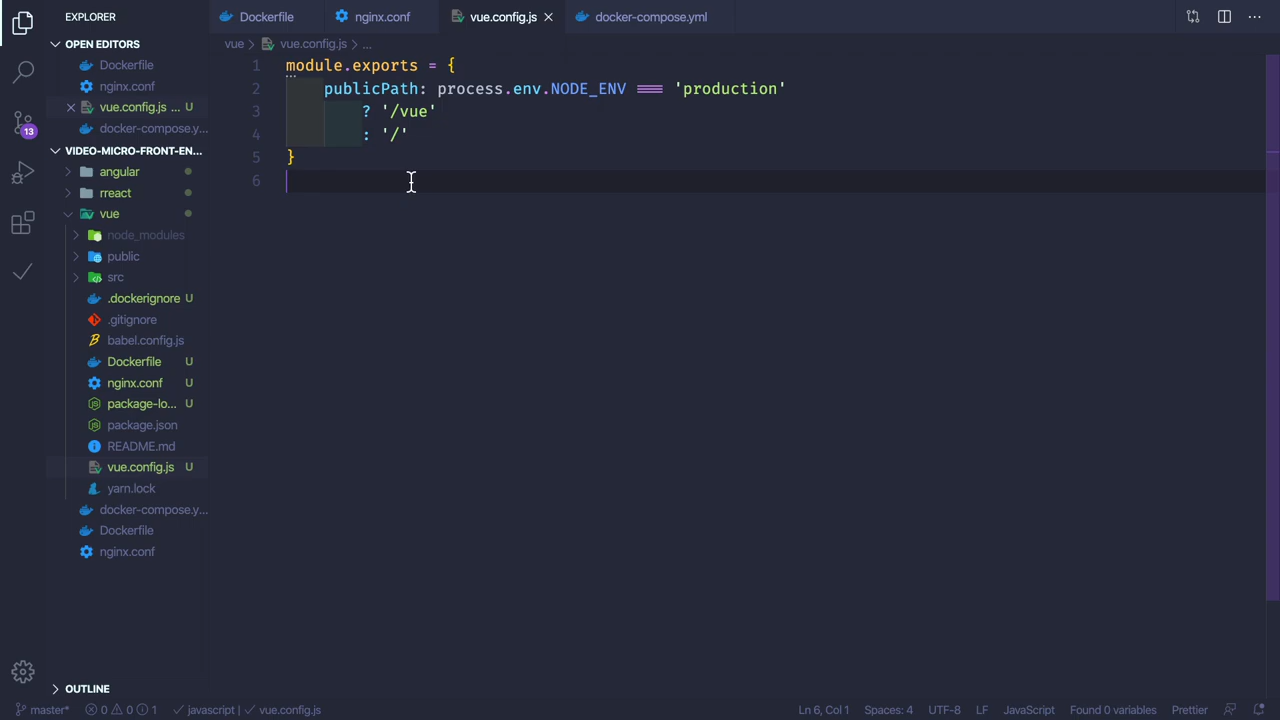 EXPLORER
Dockerfile
nginx.conf
vue.config.js
docker-compose.yml
OPEN EDITORS
Dockerfile
nginx.conf
vue.config.js ... U
docker-compose.y...
VIDEO-MICRO-FRONT-EN...
angular
rreact
vue
node_modules
public
src
.dockerignore U
.gitignore
babel.config.js
Dockerfile U
nginx.conf U
package-lo... U
package.json
README.md
vue.config.js U
yarn.lock
docker-compose.y...
Dockerfile
nginx.conf
OUTLINE
13
vue > vue.config.js > ...
1 module.exports = {
2 publicPath: process.env.NODE_ENV === 'production'
3 ? '/vue'
4 : '/'
5 }
6
master* 0 0 1 javascript | vue.config.js Ln 6, Col 1 Spaces: 4 UTF-8 LF JavaScript Found 0 variables Prettier